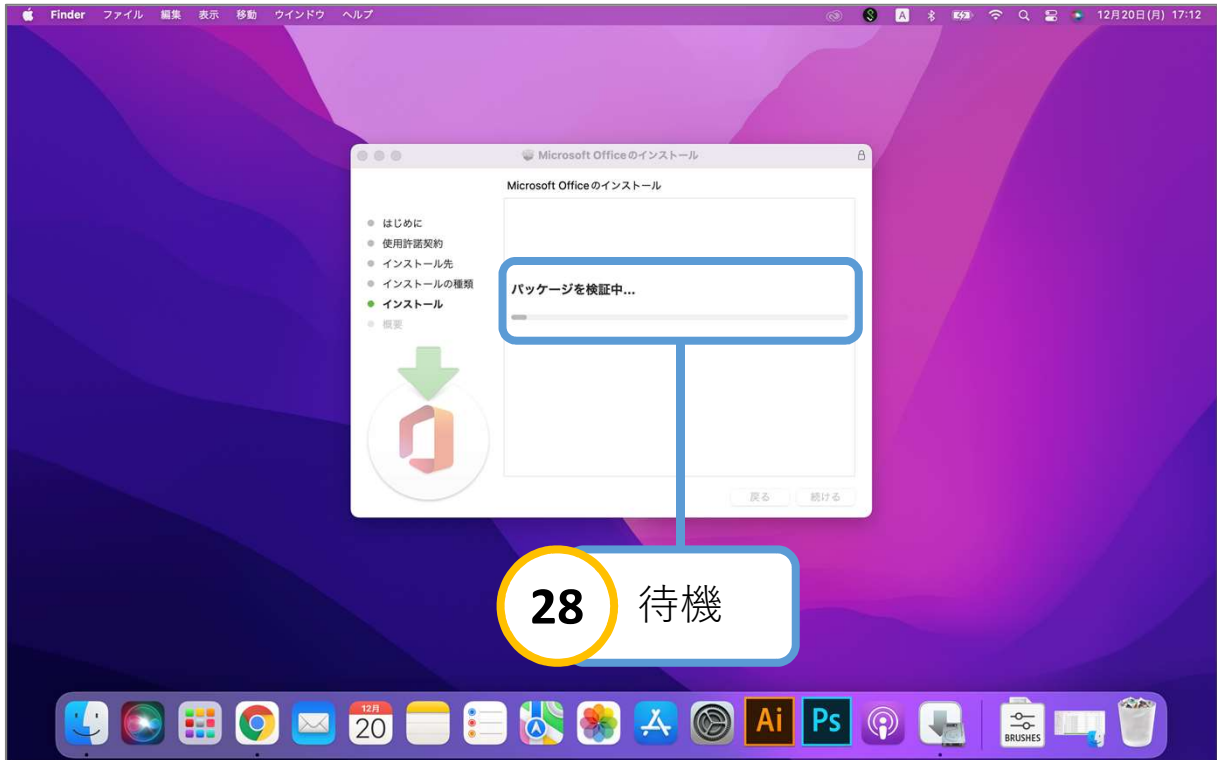 Finder ファイル 編集 表示 移動 ウインドウ ヘルプ
A
12月20日(月) 17:12
Microsoft Officeのインストール
Microsoft Officeのインストール
はじめに
使用許諾契約
インストール先
インストールの種類
インストール
概要
パッケージを検証中...
戻る 続ける
28 待機
12月
20
Ai
Ps
BRUSHES